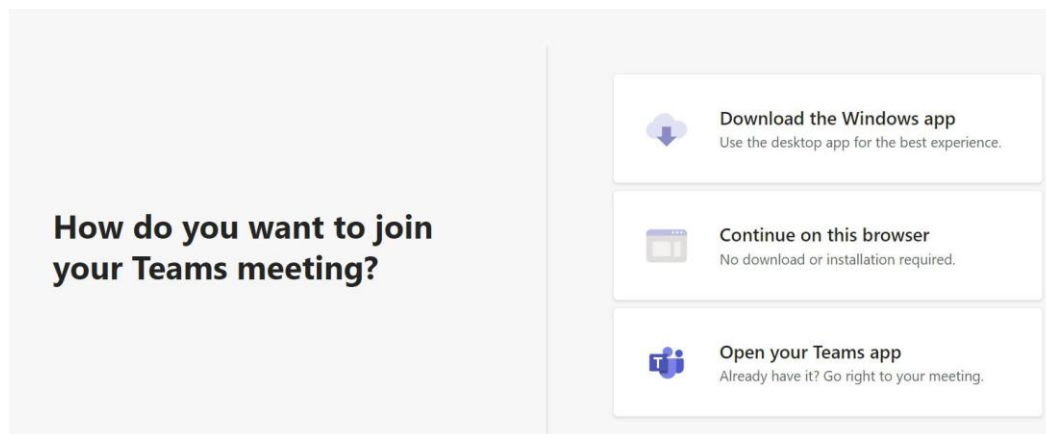 How do you want to join
your Teams meeting?
Download the Windows app
Use the desktop app for the best experience.
Continue on this browser
No download or installation required.
T
Open your Teams app
Already have it? Go right to your meeting.